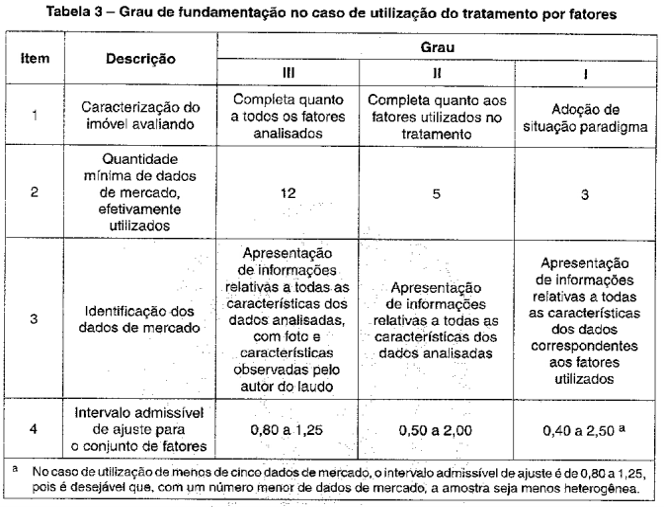 Tabela 3 – Grau de fundamentação no caso de utilização do tratamento por fatores
Item
Descrição
Grau
III
II
I
1
Caracterização do
imóvel avaliando
Completa quanto
a todos os fatores
analisados
Completa quanto aos
fatores utilizados no
tratamento
Adoção de
situação paradigma
2
Quantidade
mínima de dados
de mercado,
efetivamente
utilizados
12
5
3
3
Identificação dos
dados de mercado
Apresentação
de informações
relativas a todas as
características dos
dados analisadas,
com foto e
características
observadas pelo
autor do laudo
Apresentação
de informações
relativas a todas as
características dos
dados analisadas
Apresentação
de informações
relativas a todas
as características
dos dados
correspondentes
aos fatores
utilizados
4
Intervalo admissível
de ajuste para
o conjunto de fatores
0,80 a 1,25
0,50 a 2,00
0,40 a 2,50 a
a No caso de utilização de menos de cinco dados de mercado, o intervalo admissível de ajuste é de 0,80 a 1,25,
pois é desejável que, com um número menor de dados de mercado, a amostra seja menos heterogênea.